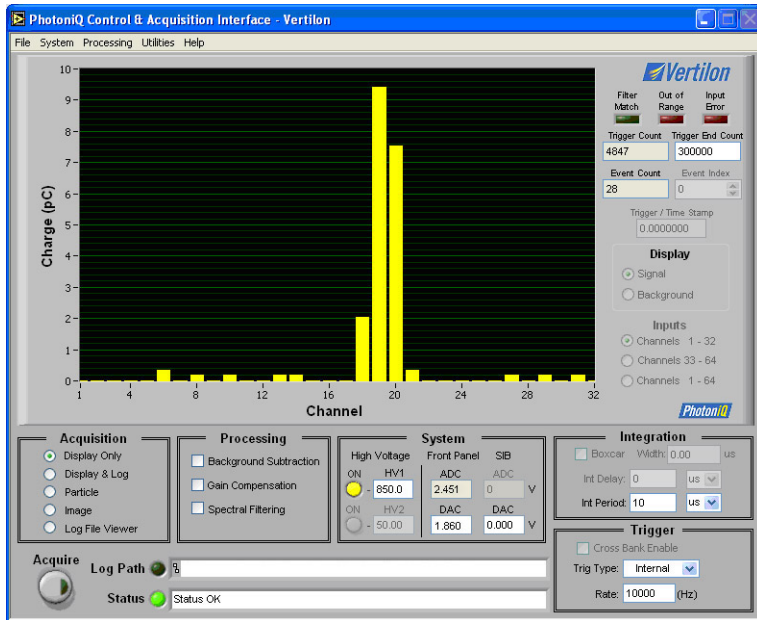 PhotoniQ Control & Acquisition Interface - Vertilon
File System Processing Utilities Help
Vertilon
Filter Match
Out of Range
Input Error
Trigger Count Trigger End Count
4847 300000
Event Count Event Index
28 0
Trigger / Time Stamp
0.0000000
Display
Signal
Background
Inputs
Channels 1 - 32
Channels 33 - 64
Channels 1 - 64
PhotoniQ
Charge (pC)
10
9
8
7
6
5
4
3
2
1
0
1 4 8 12 16 20 24 28 32
Channel
Acquisition
Display Only
Display & Log
Particle
Image
Log File Viewer
Processing
Background Subtraction
Gain Compensation
Spectral Filtering
System
High Voltage Front Panel SIB
ON HV1 ADC ADC
- 850.0 2.451 0 V
ON HV2 DAC DAC
- 50.00 1.860 0.000 V
Integration
Boxcar Width: 0.00 us
Int Delay: 0 us
Int Period: 10 us
Trigger
Cross Bank Enable
Trig Type: Internal
Rate: 10000 (Hz)
Acquire
Log Path
Status Status OK